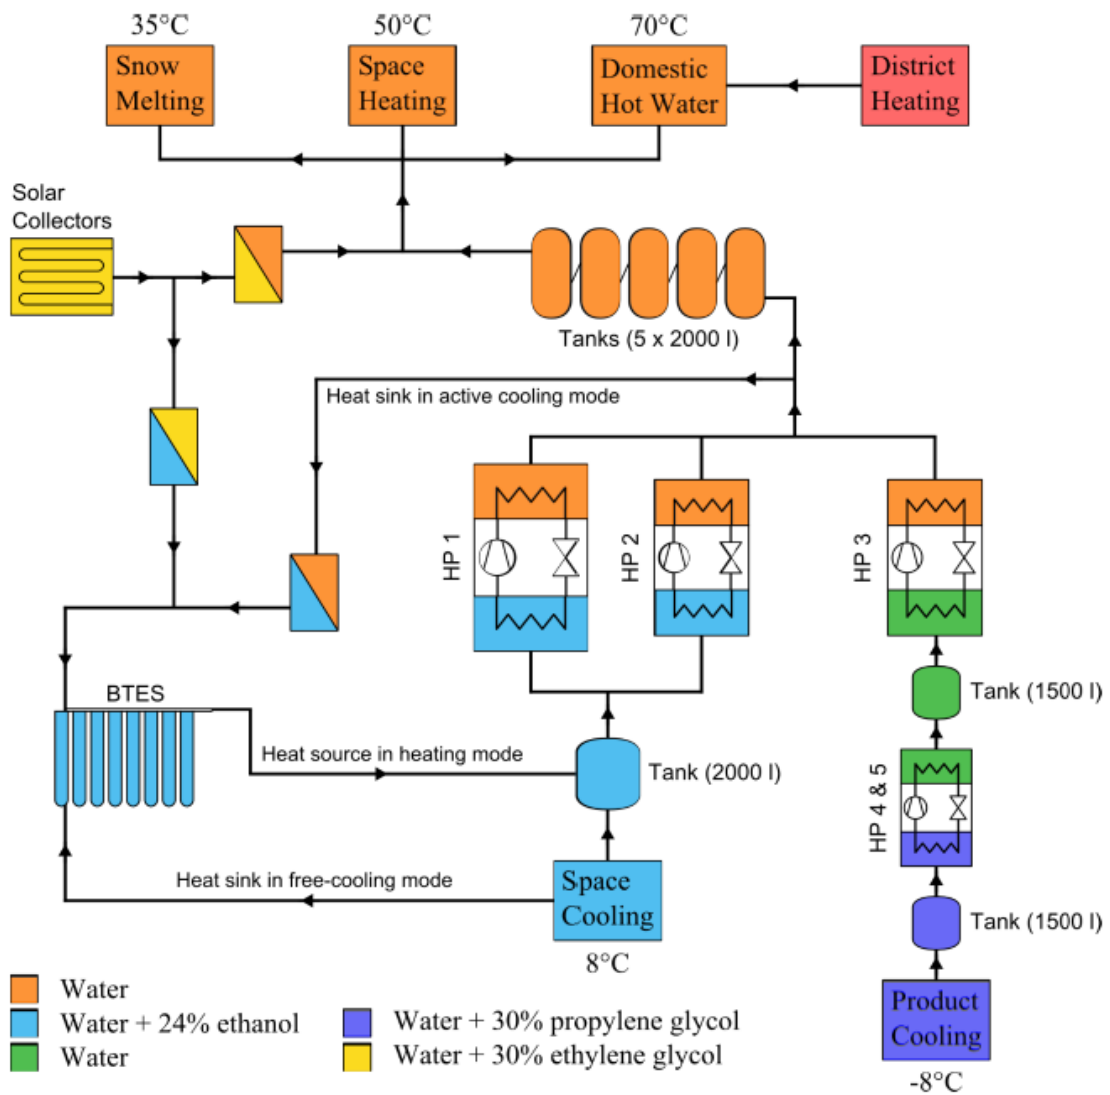 35°C
50°C
70°C
Snow
Melting
Space
Heating
Domestic
Hot Water
District
Heating
Solar
Collectors
Tanks (5 x 2000 l)
Heat sink in active cooling mode
HP 1
HP 2
HP 3
BTES
Tank (1500 l)
Heat source in heating mode
Tank (2000 l)
HP 4 & 5
Heat sink in free-cooling mode
Space
Cooling
8°C
Tank (1500 l)
Product
Cooling
-8°C
Water
Water + 24% ethanol
Water
Water + 30% propylene glycol
Water + 30% ethylene glycol